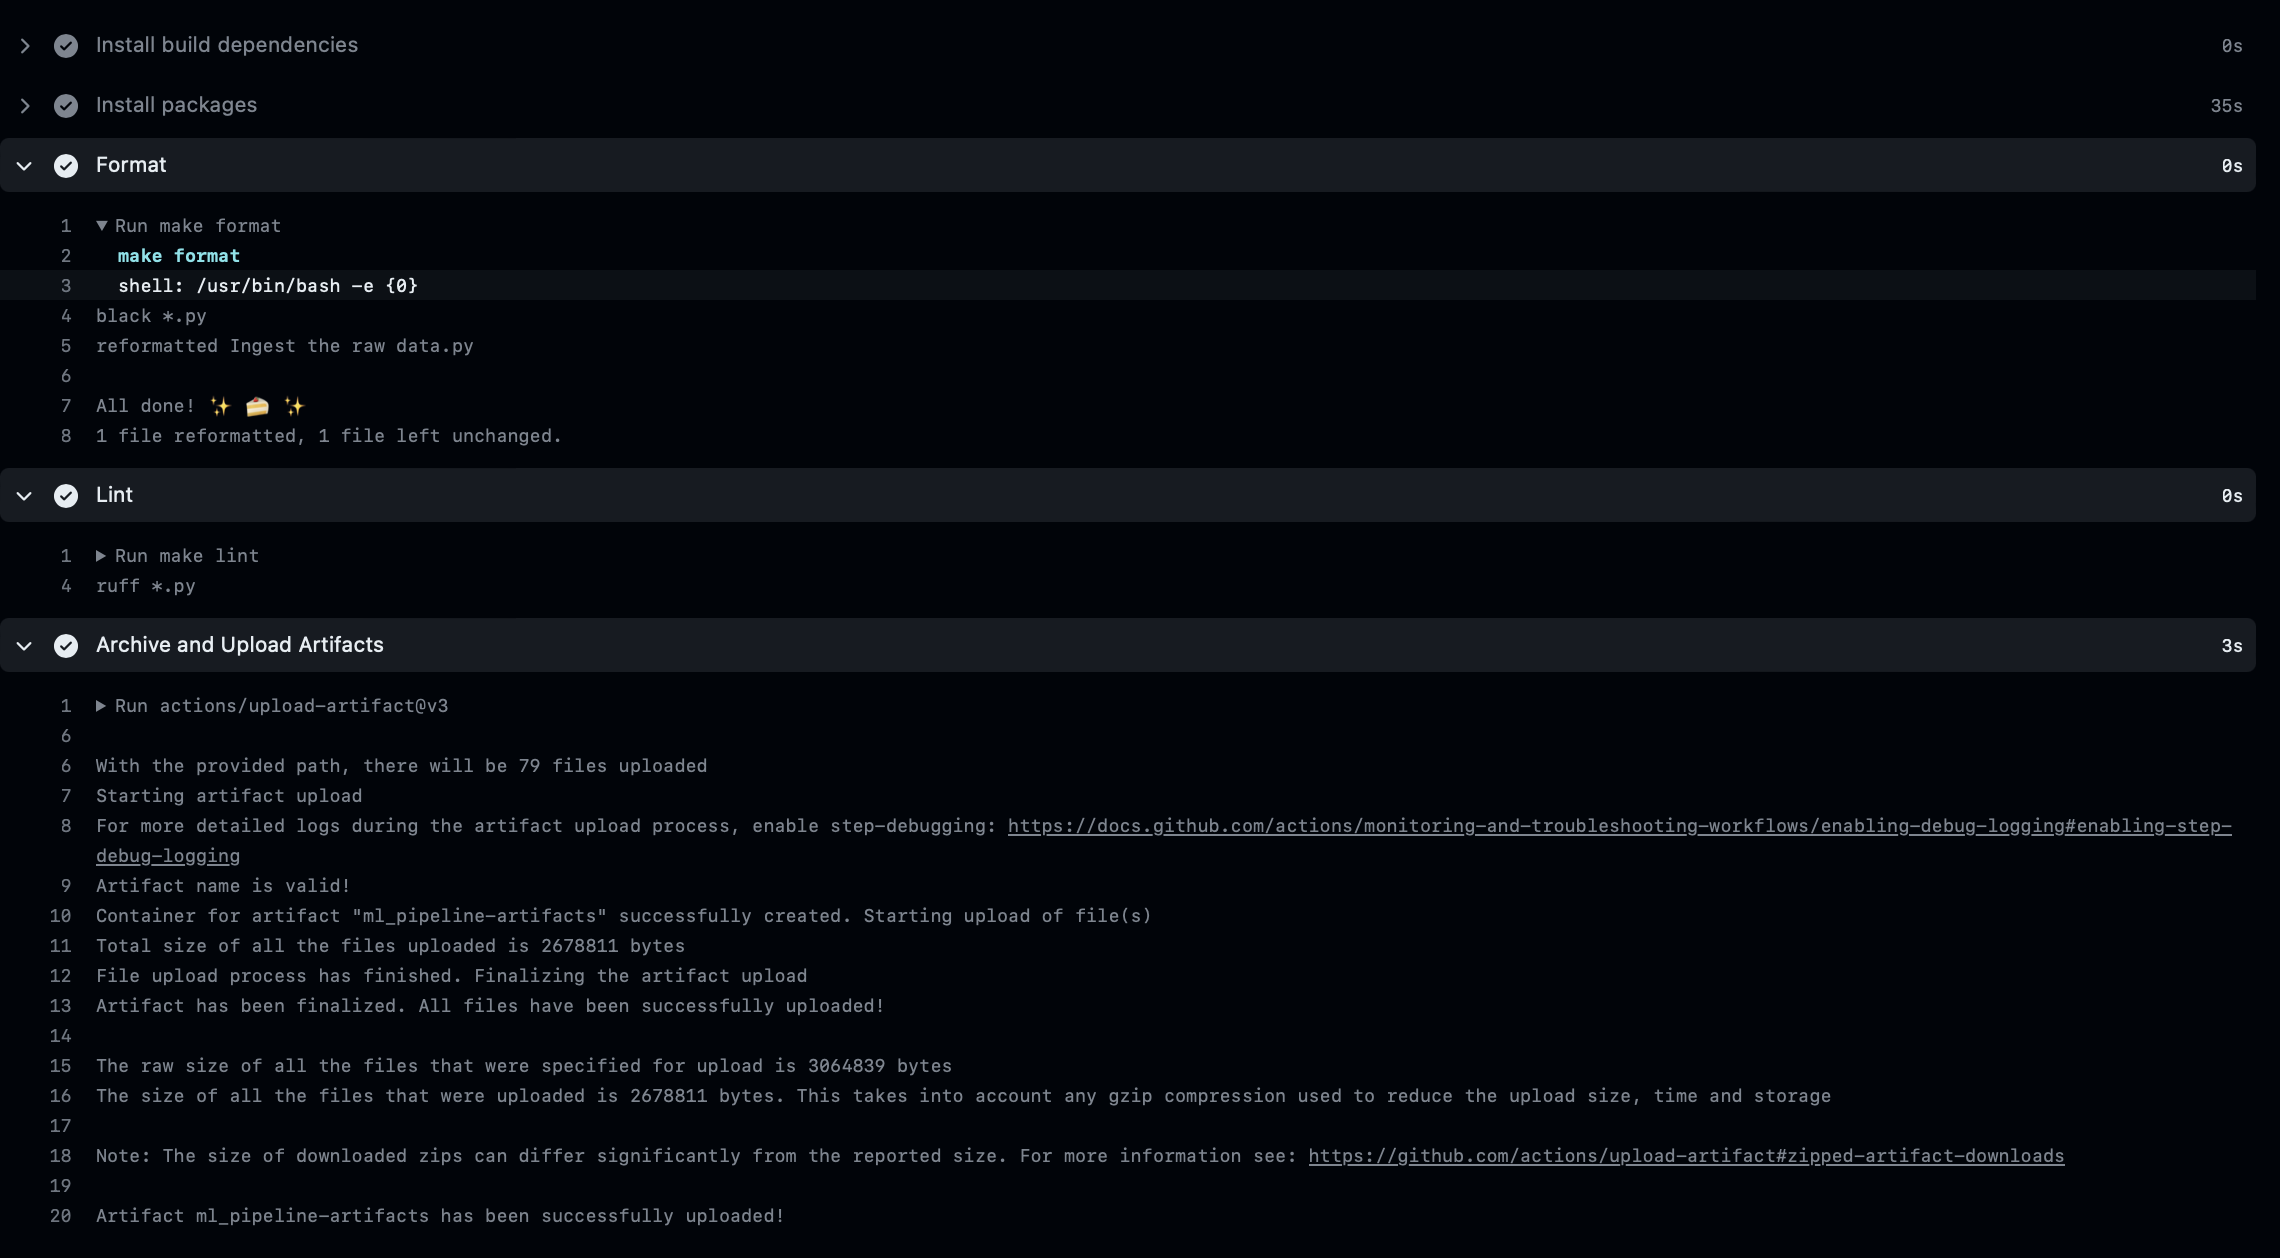 Install build dependencies 0s
Install packages 35s
Format 0s
1 ▼ Run make format
2 make format
3 shell: /usr/bin/bash -e {0}
4 black *.py
5 reformatted Ingest the raw data.py
6
7 All done! ✨ 🍰 ✨
8 1 file reformatted, 1 file left unchanged.
Lint 0s
1 ▶ Run make lint
4 ruff *.py
Archive and Upload Artifacts 3s
1 ▶ Run actions/upload-artifact@v3
6
6 With the provided path, there will be 79 files uploaded
7 Starting artifact upload
8 For more detailed logs during the artifact upload process, enable step-debugging: https://docs.github.com/actions/monitoring-and-troubleshooting-workflows/enabling-debug-logging#enabling-step-
debug-logging
9 Artifact name is valid!
10 Container for artifact "ml_pipeline-artifacts" successfully created. Starting upload of file(s)
11 Total size of all the files uploaded is 2678811 bytes
12 File upload process has finished. Finalizing the artifact upload
13 Artifact has been finalized. All files have been successfully uploaded!
14
15 The raw size of all the files that were specified for upload is 3064839 bytes
16 The size of all the files that were uploaded is 2678811 bytes. This takes into account any gzip compression used to reduce the upload size, time and storage
17
18 Note: The size of downloaded zips can differ significantly from the reported size. For more information see: https://github.com/actions/upload-artifact#zipped-artifact-downloads
19
20 Artifact ml_pipeline-artifacts has been successfully uploaded!